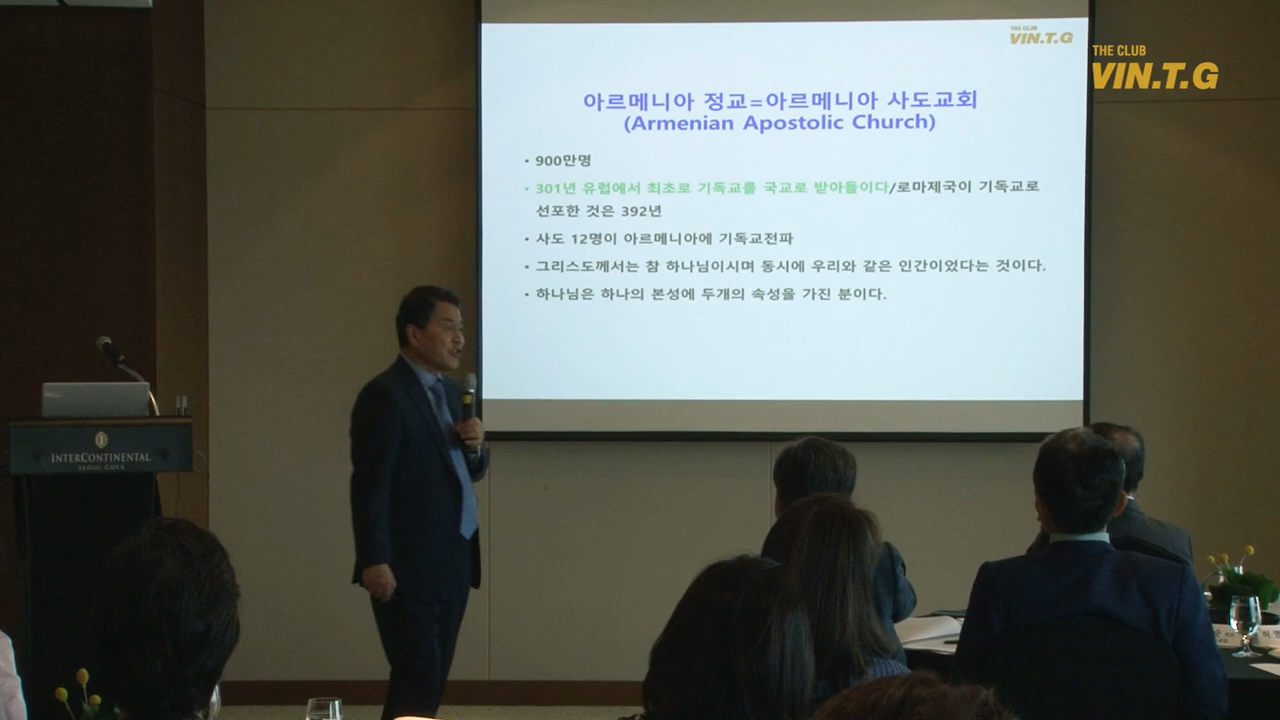 THE CLUB
VIN.T.G
THE CLUB
VIN.T.G
아르메니아 정교=아르메니아 사도교회
(Armenian Apostolic Church)
• 900만명
• 301년 유럽에서 최초로 기독교를 국교로 받아들이다/로마제국이 기독교로
선포한 것은 392년
• 사도 12명이 아르메니아에 기독교전파
• 그리스도께서는 참 하나님이시며 동시에 우리와 같은 인간이었다는 것이다.
• 하나님은 하나의 본성에 두개의 속성을 가진 분이다.
INTERCONTINENTAL
SEOUL COEX